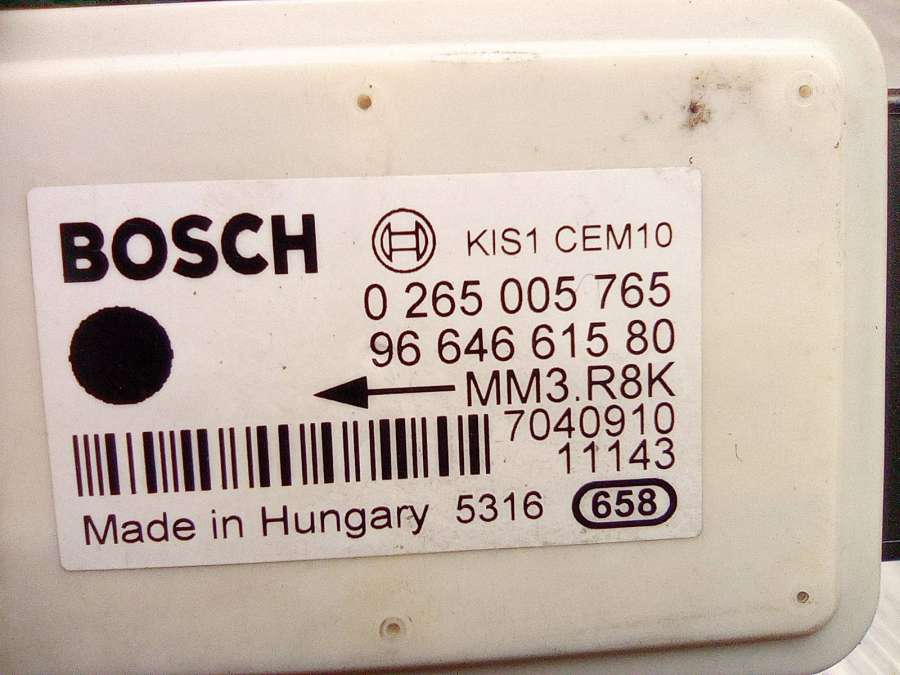 BOSCH KIS1 CEM10
0 265 005 765
96 646 615 80
MM3.R8K
7040910
11143
Made in Hungary 5316 658